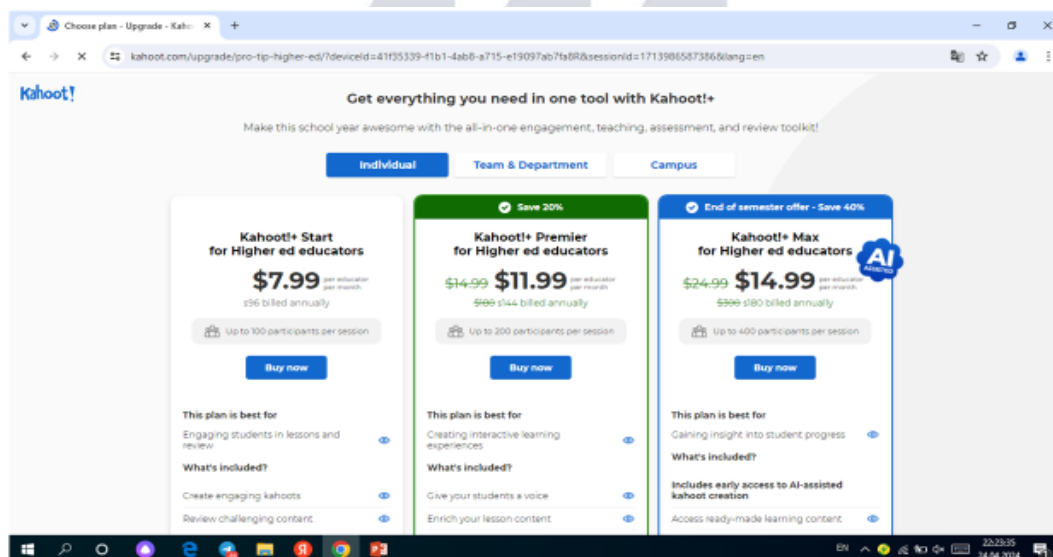 Choose plan - Upgrade - Kaho
kahoot.com/upgrade/pro-tip-higher-ed/?deviceId=41f35339-f1b1-4ab8-a715-e19097ab7fa8R&sessionId=1713986587386&lang=en
Kahoot!
Get everything you need in one tool with Kahoot!+
Make this school year awesome with the all-in-one engagement, teaching, assessment, and review toolkit!
Individual
Team & Department
Campus
Kahoot!+ Start
for Higher ed educators
$7.99 per educator
per month
$96 billed annually
Up to 100 participants per session
Buy now
This plan is best for
Engaging students in lessons and
review
What's included?
Create engaging kahoots
Review challenging content
Save 20%
Kahoot!+ Premier
for Higher ed educators
$14.99 $11.99 per educator
per month
$180 $144 billed annually
Up to 200 participants per session
Buy now
This plan is best for
Creating interactive learning
experiences
What's included?
Give your students a voice
Enrich your lesson content
End of semester offer - Save 40%
Kahoot!+ Max
for Higher ed educators
AI
ASSISTED
$24.99 $14.99 per educator
per month
$300 $180 billed annually
Up to 400 participants per session
Buy now
This plan is best for
Gaining insight into student progress
What's included?
Includes early access to AI-assisted
kahoot creation
Access ready-made learning content
EN
22:23:35
24.04.2024